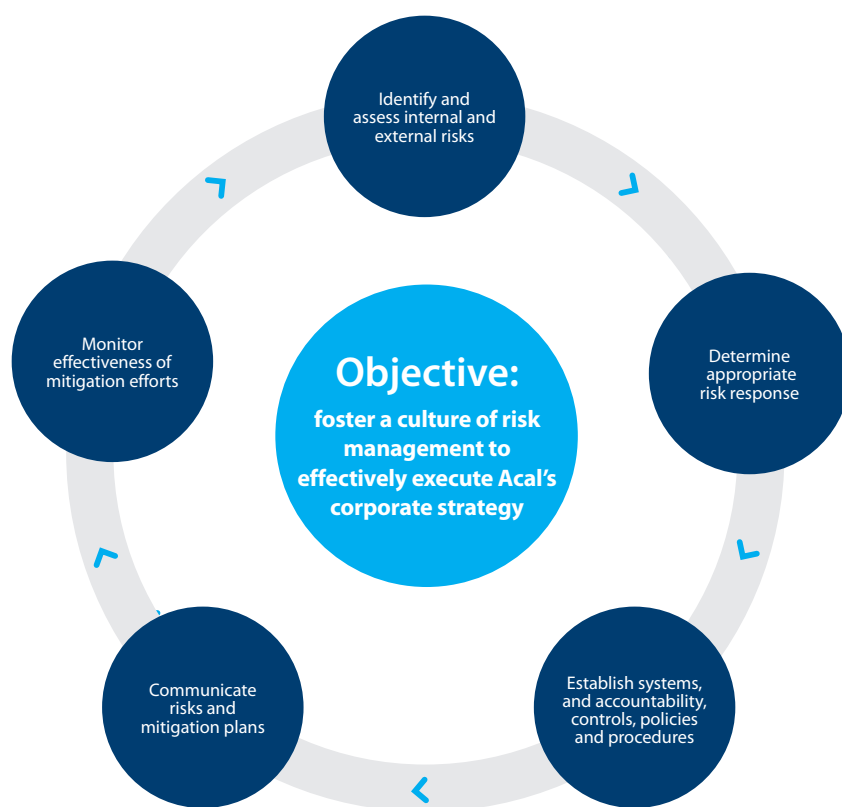 Identify and
assess internal and
external risks
Determine
appropriate
risk response
Establish systems,
and accountability,
controls, policies
and procedures
Communicate
risks and
mitigation plans
Monitor
effectiveness of
mitigation efforts
Objective:
foster a culture of risk
management to
effectively execute Acal’s
corporate strategy